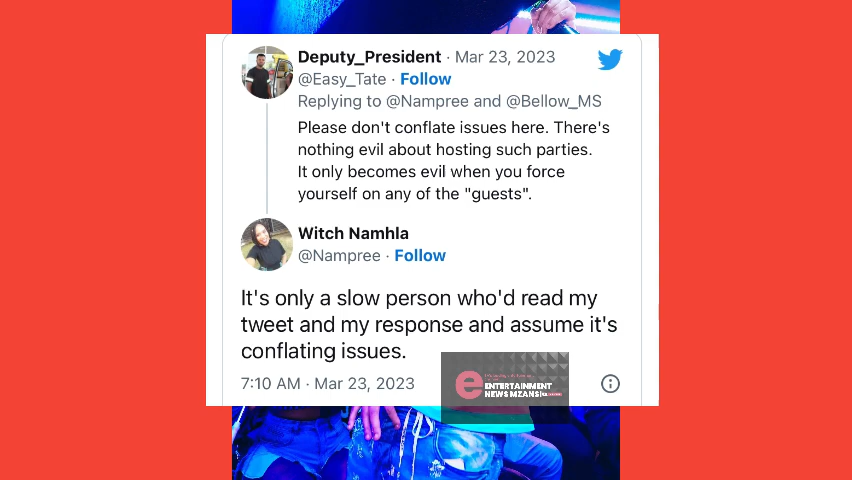 Deputy_President · Mar 23, 2023
@Easy_Tate · Follow
Replying to @Nampree and @Bellow_MS
Please don't conflate issues here. There's
nothing evil about hosting such parties.
It only becomes evil when you force
yourself on any of the "guests".
Witch Namhla
@Nampree · Follow
It's only a slow person who'd read my
tweet and my response and assume it's
conflating issues.
7:10 AM · Mar 23, 2023
e ENTERTAINMENT
NEWS MZANSI